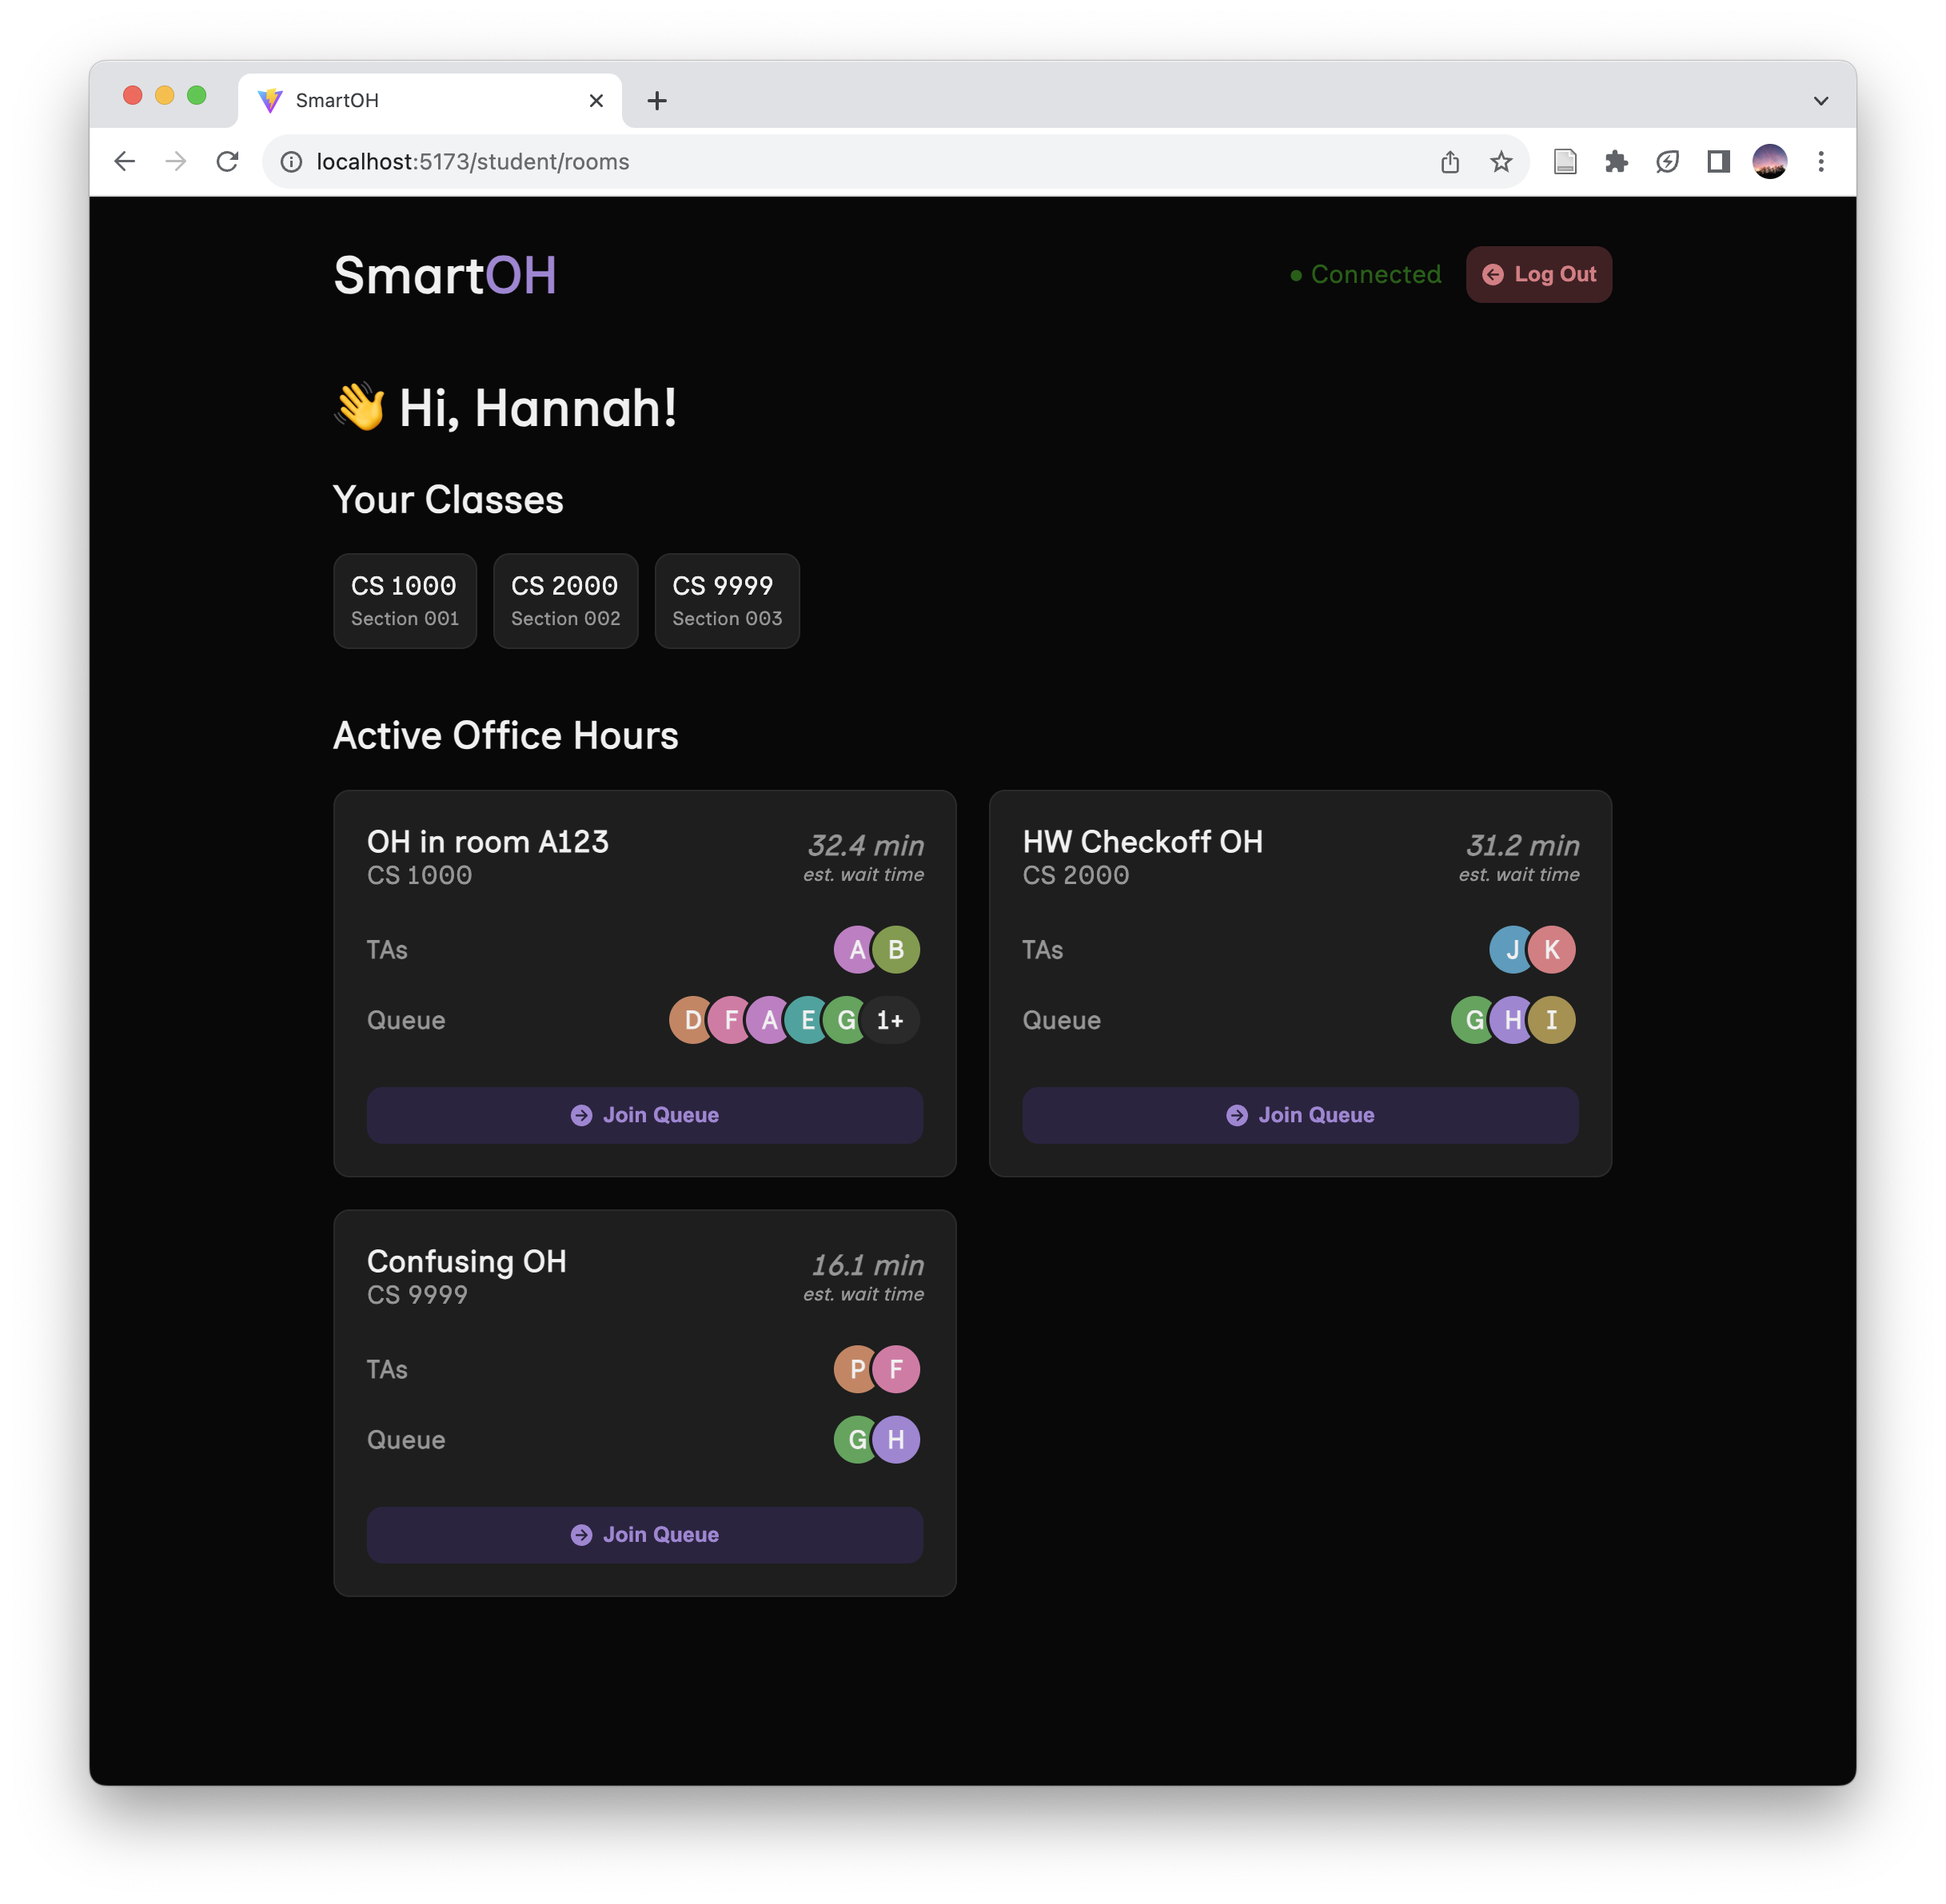 SmartOH
localhost:5173/student/rooms
SmartOH
Connected
Log Out
👋 Hi, Hannah!
Your Classes
CS 1000
Section 001
CS 2000
Section 002
CS 9999
Section 003
Active Office Hours
OH in room A123
32.4 min
CS 1000
est. wait time
TAs
A B
Queue
D F A E G 1+
Join Queue
HW Checkoff OH
31.2 min
CS 2000
est. wait time
TAs
J K
Queue
G H I
Join Queue
Confusing OH
16.1 min
CS 9999
est. wait time
TAs
P F
Queue
G H
Join Queue